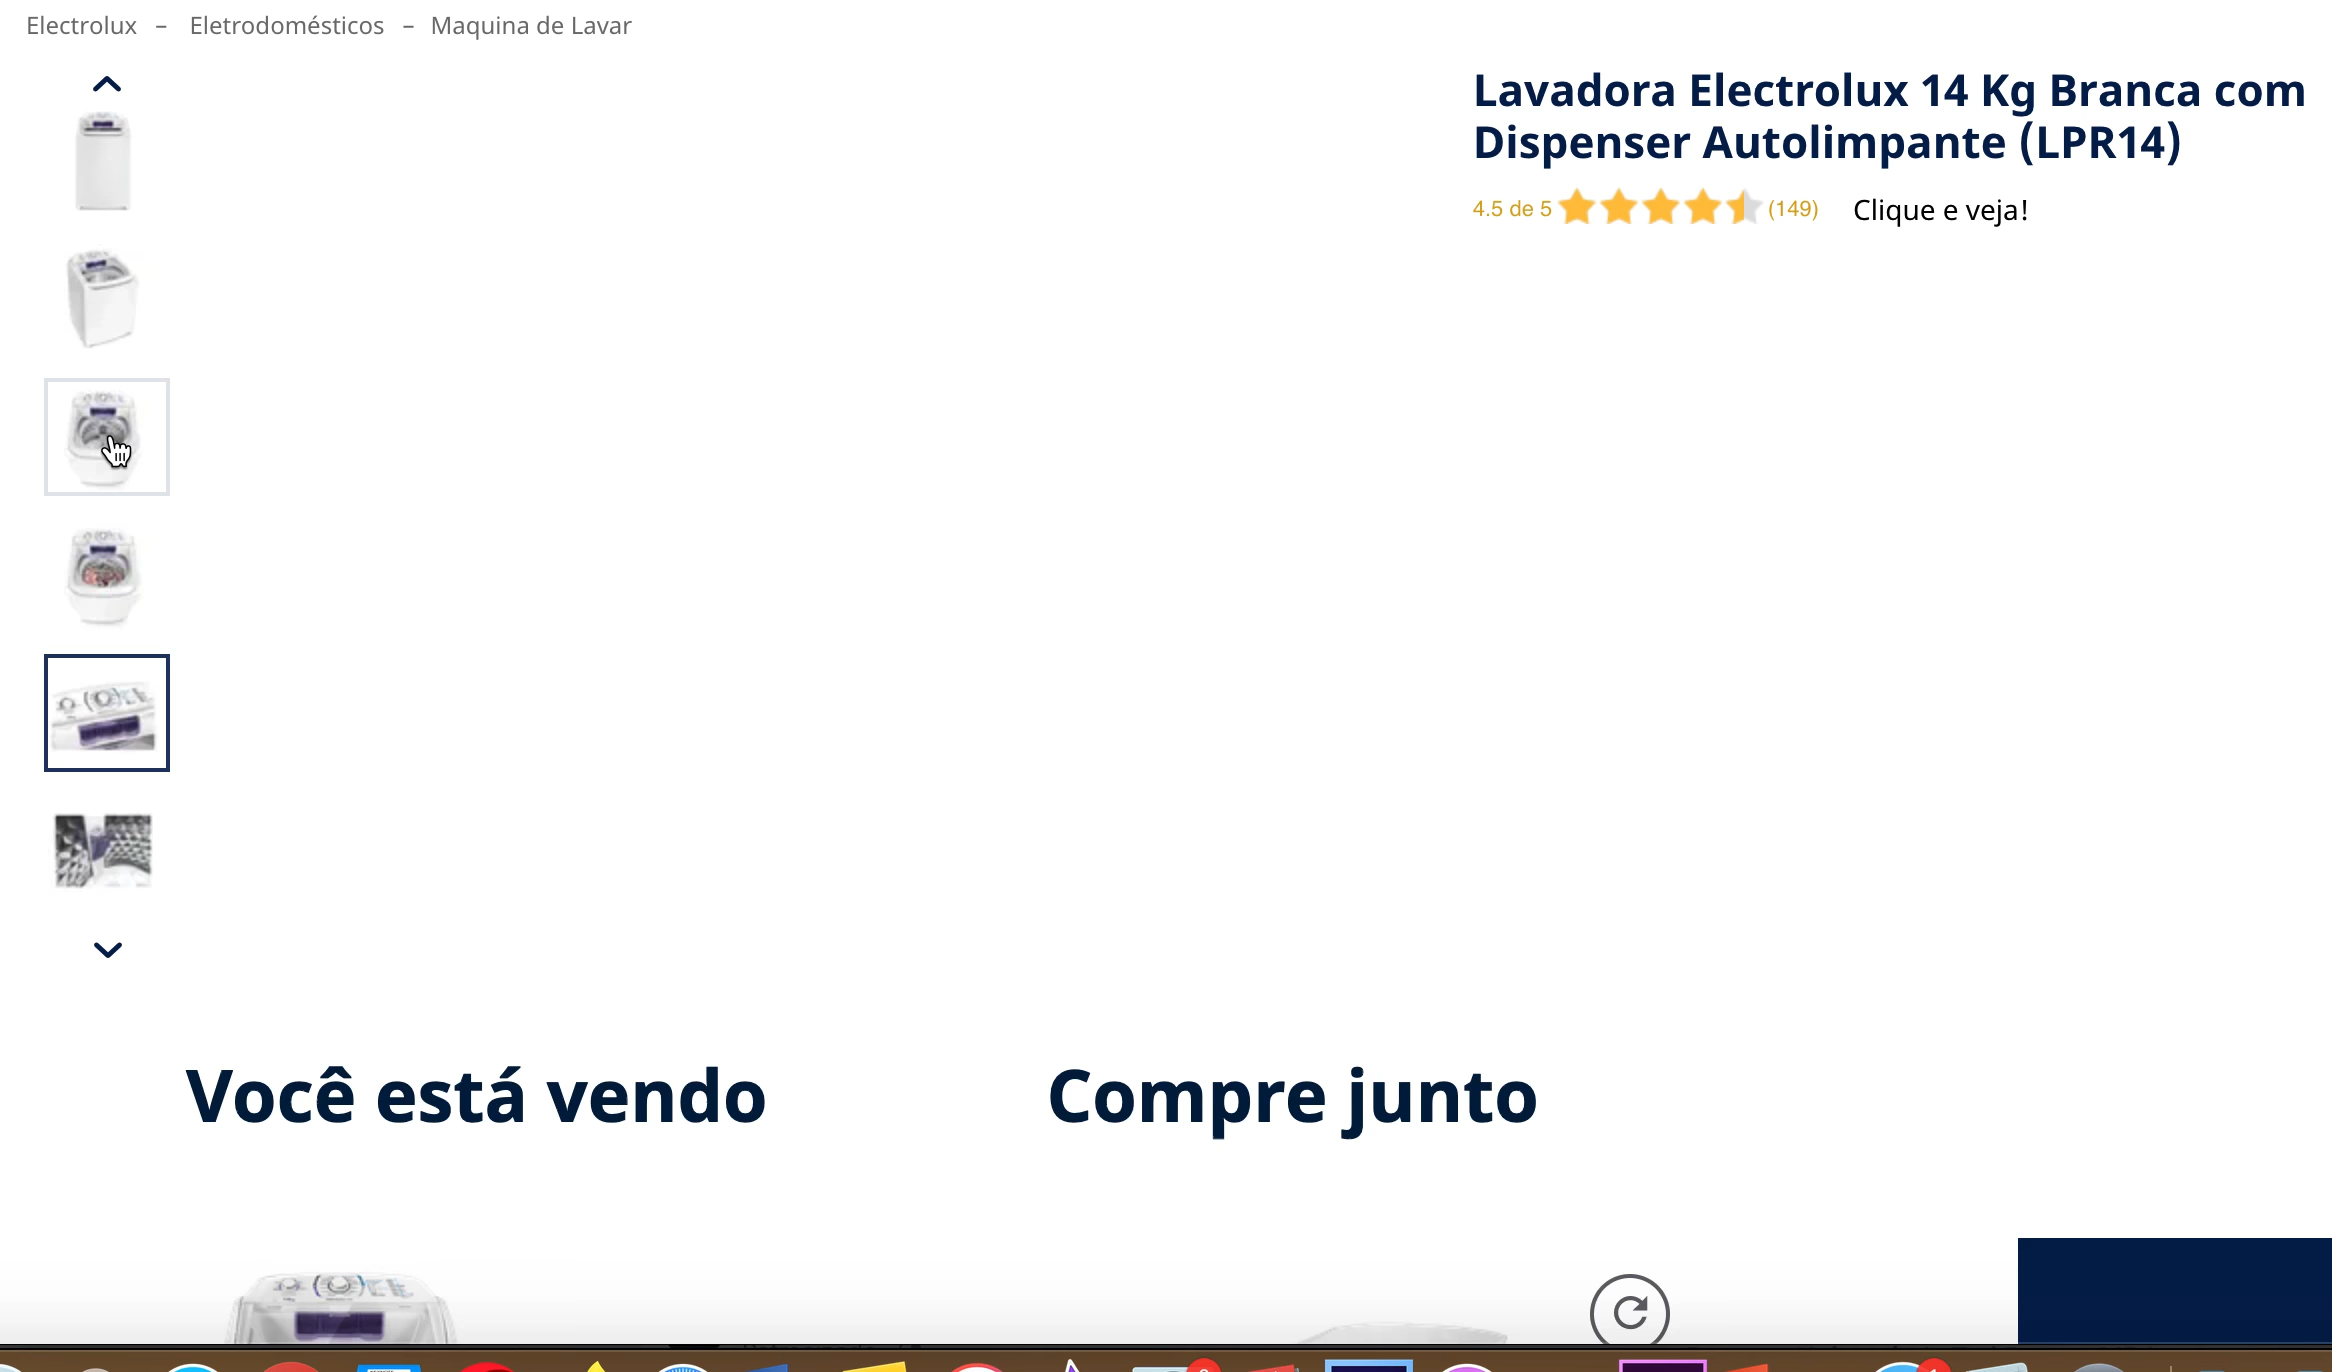 Electrolux – Eletrodomésticos – Maquina de Lavar
Lavadora Electrolux 14 Kg Branca com
Dispenser Autolimpante (LPR14)
4.5 de 5 (149) Clique e veja!
Você está vendo
Compre junto